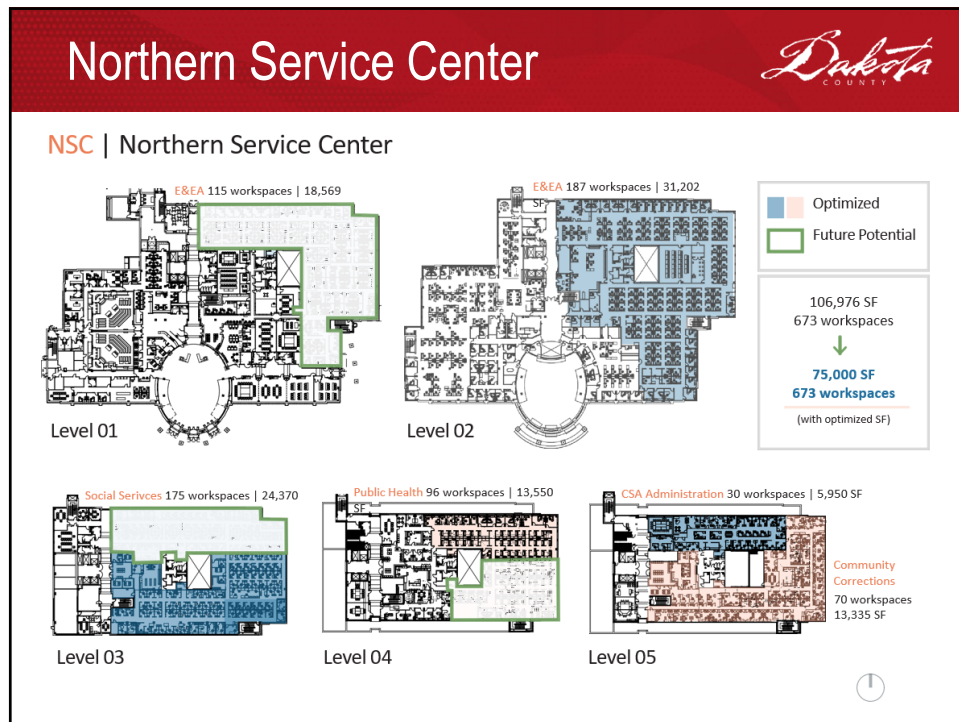 Northern Service Center
Dakota
COUNTY
NSC | Northern Service Center
E&EA 115 workspaces | 18,569
E&EA 187 workspaces | 31,202
SF
Optimized
Future Potential
106,976 SF
673 workspaces
75,000 SF
673 workspaces
(with optimized SF)
Level 01
Level 02
Social Serivces 175 workspaces | 24,370
Public Health 96 workspaces | 13,550
SF
CSA Administration 30 workspaces | 5,950 SF
Community
Corrections
70 workspaces
13,335 SF
Level 03
Level 04
Level 05